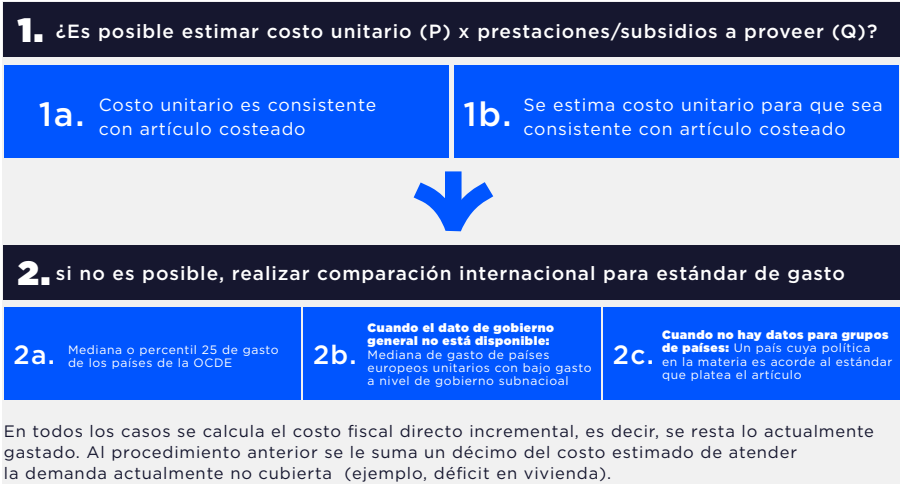 1. ¿Es posible estimar costo unitario (P) x prestaciones/subsidios a proveer (Q)?
1a. Costo unitario es consistente
con artículo costeado
1b. Se estima costo unitario para que sea
consistente con artículo costeado
2. si no es posible, realizar comparación internacional para estándar de gasto
2a. Mediana o percentil 25 de gasto
de los países de la OCDE
2b. Cuando el dato de gobierno
general no está disponible:
Mediana de gasto de países
europeos unitarios con bajo gasto
a nivel de gobierno subnacioal
2c. Cuando no hay datos para grupos
de países: Un país cuya política
en la materia es acorde al estándar
que platea el artículo
En todos los casos se calcula el costo fiscal directo incremental, es decir, se resta lo actualmente
gastado. Al procedimiento anterior se le suma un décimo del costo estimado de atender
la demanda actualmente no cubierta (ejemplo, déficit en vivienda).